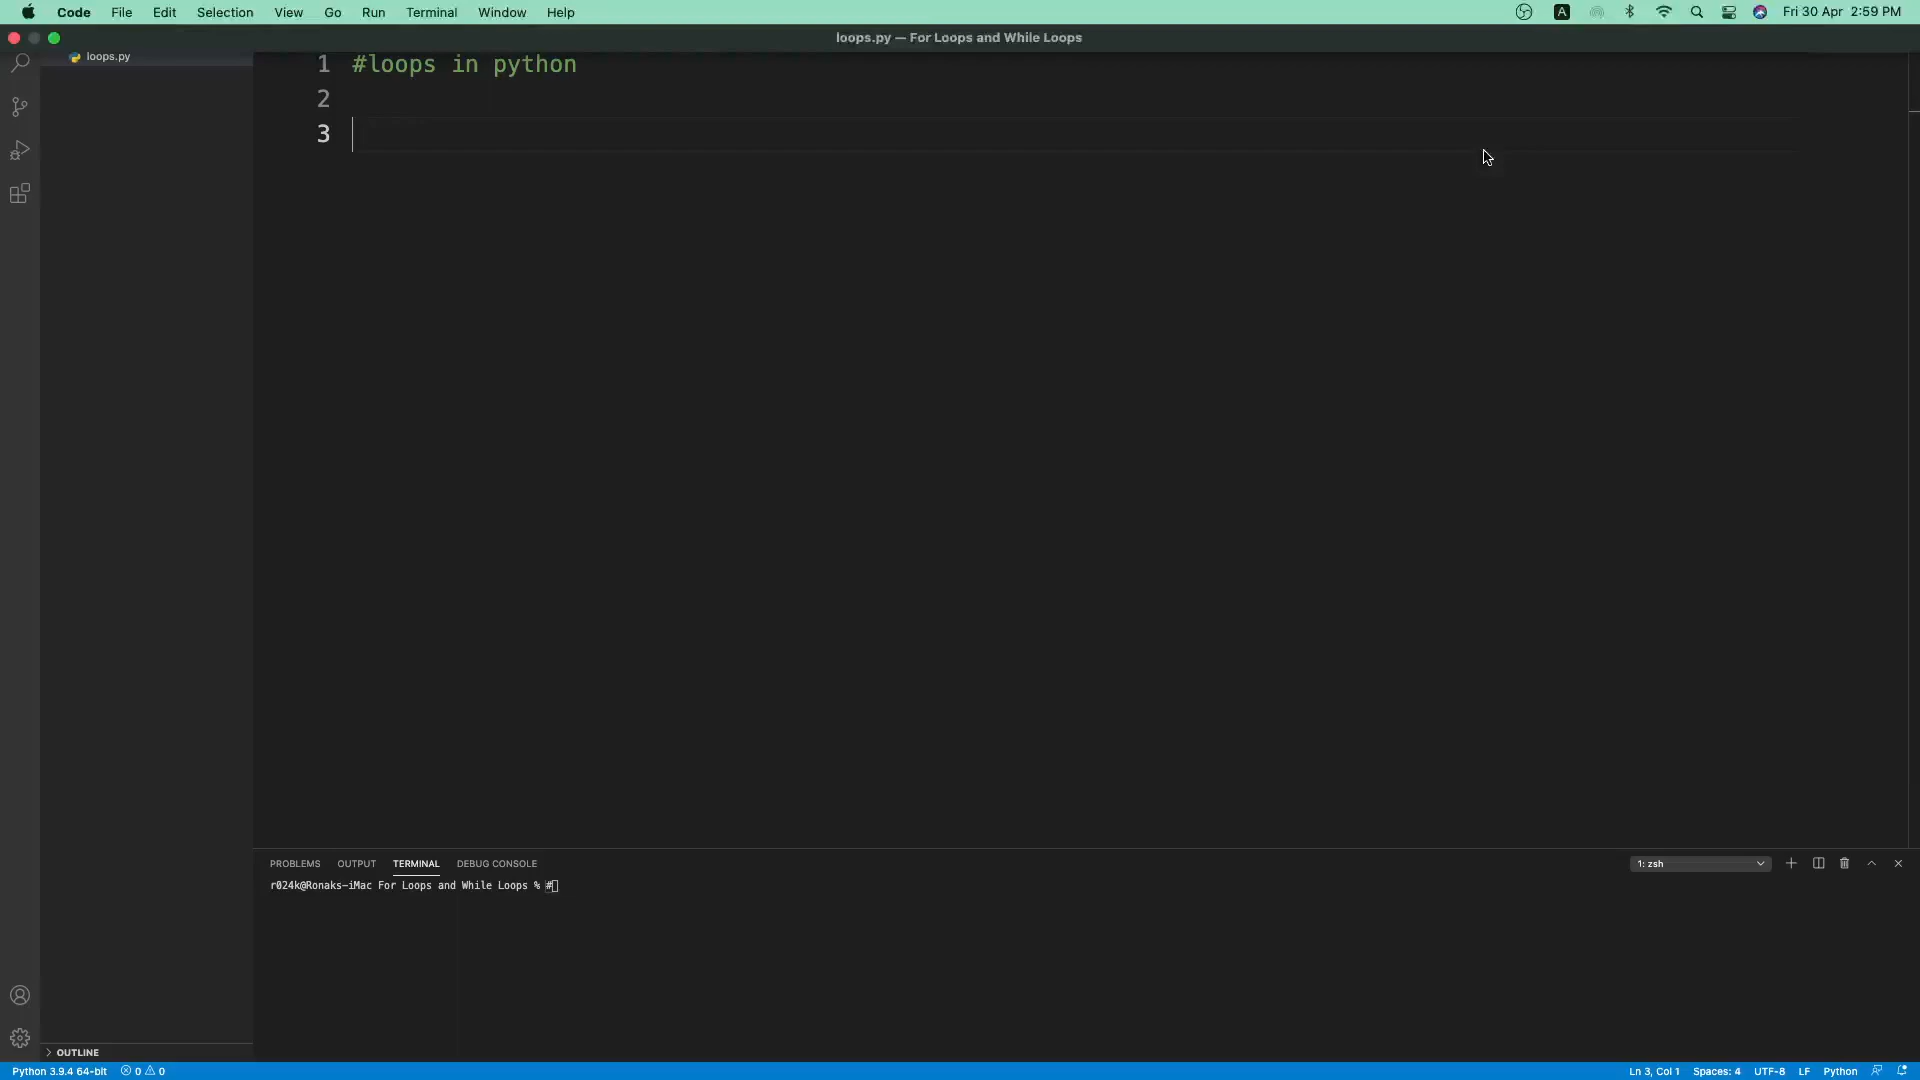 Code File Edit Selection View Go Run Terminal Window Help A Fri 30 Apr 2:59 PM
loops.py — For Loops and While Loops
loops.py
1 #loops in python
2
3
PROBLEMS OUTPUT TERMINAL DEBUG CONSOLE 1: zsh
r024k@Ronaks-iMac For Loops and While Loops % #
OUTLINE
Python 3.9.4 64-bit 0 0 Ln 3, Col 1 Spaces: 4 UTF-8 LF Python